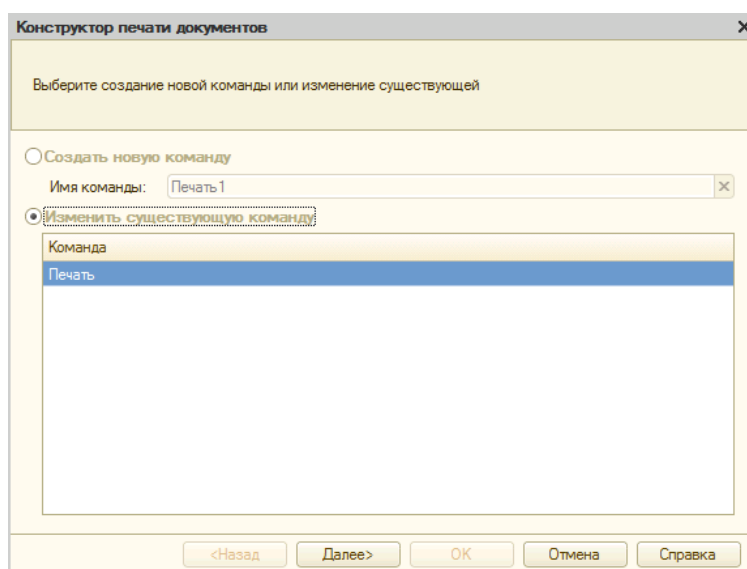 Конструктор печати документов
Выберите создание новой команды или изменение существующей
Создать новую команду
Имя команды: Печать1
Изменить существующую команду
Команда
Печать
<Назад Далее> OK Отмена Справка